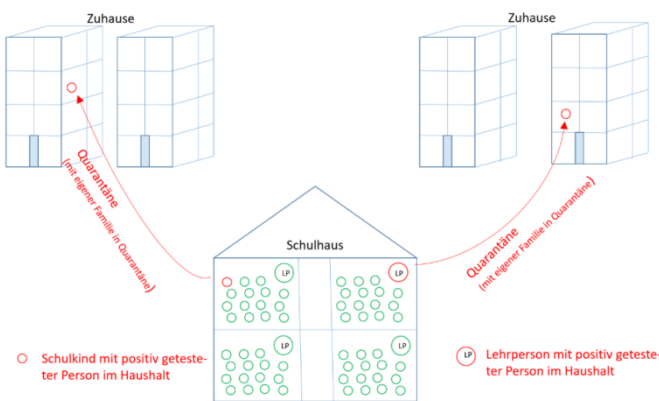 Zuhause
Zuhause
Quarantäne
(mit eigener Familie in Quarantäne)
Quarantäne
(mit eigener Familie in Quarantäne)
Schulhaus
LP
LP
LP
LP
Schulkind mit positiv geteste-
ter Person im Haushalt
LP
Lehrperson mit positiv geteste-
ter Person im Haushalt